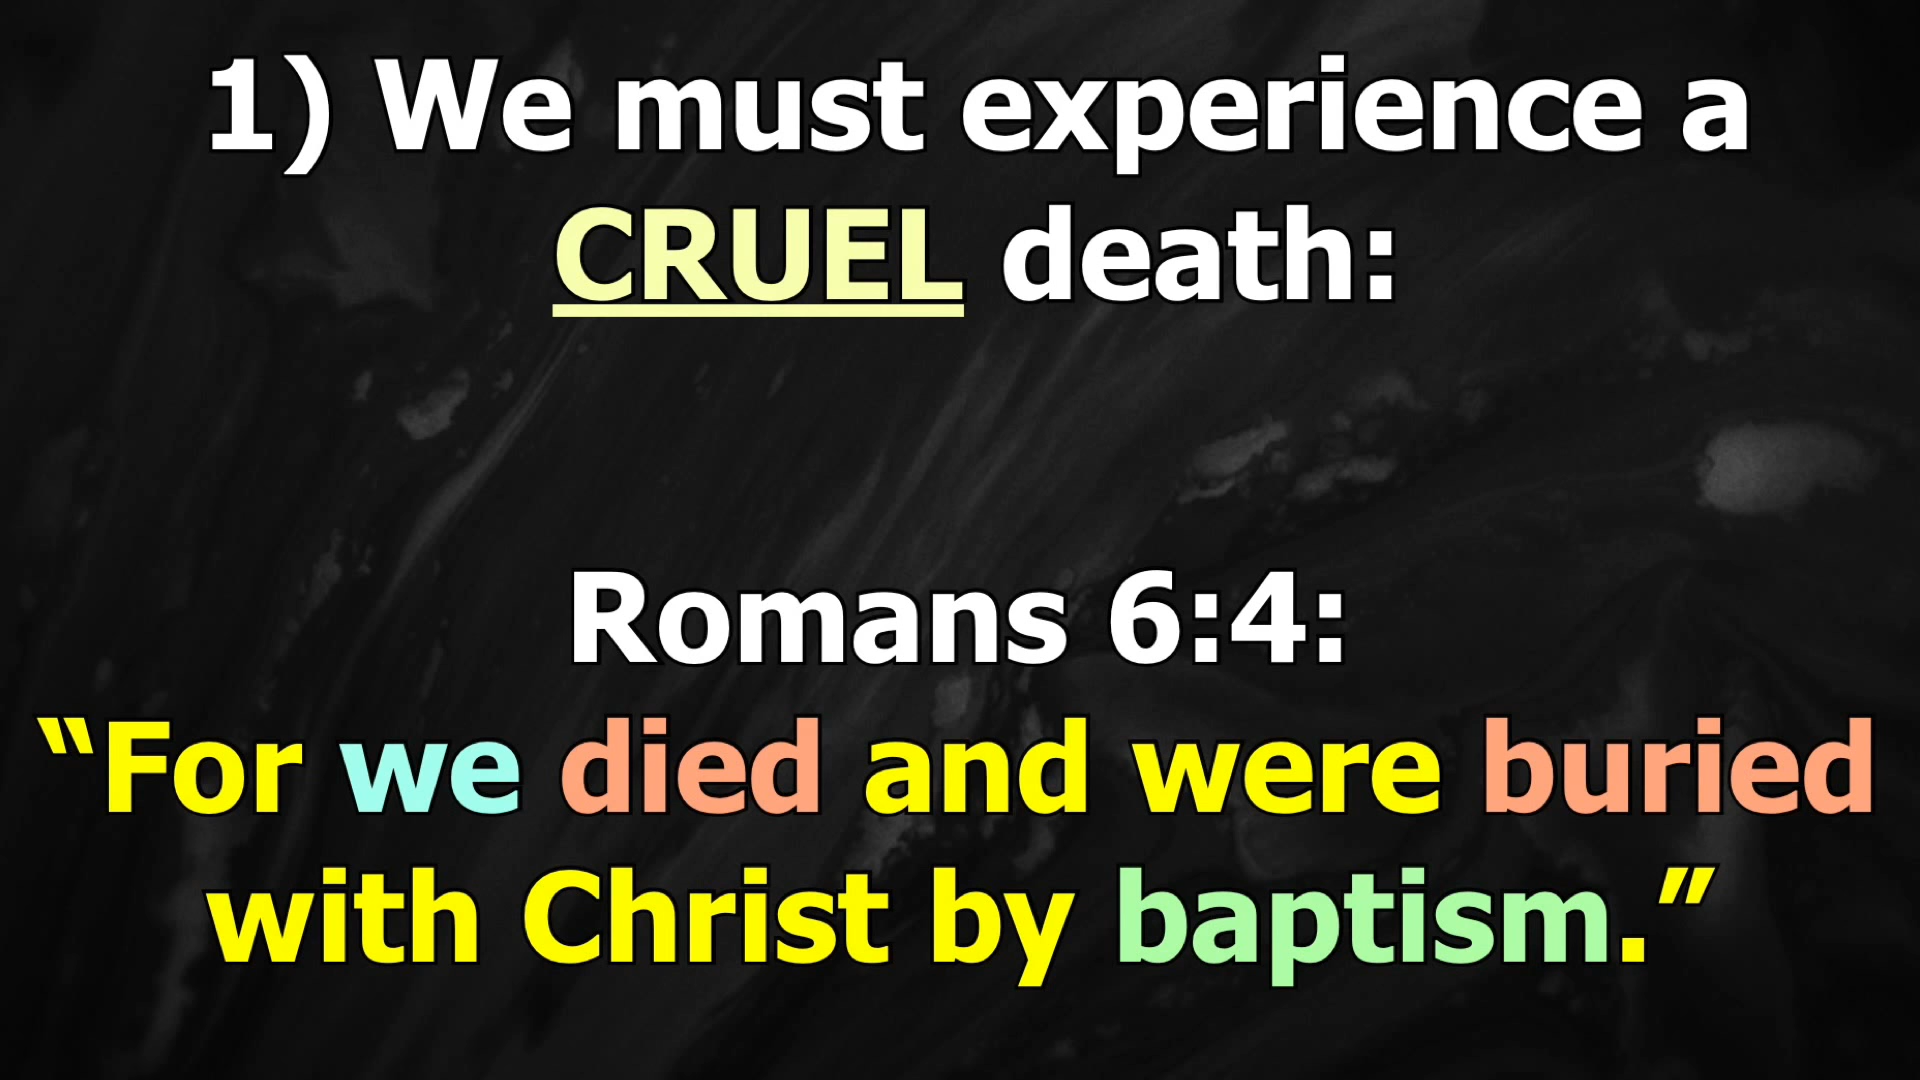 1) We must experience a
CRUEL death:
Romans 6:4:
“For we died and were buried
with Christ by baptism.”